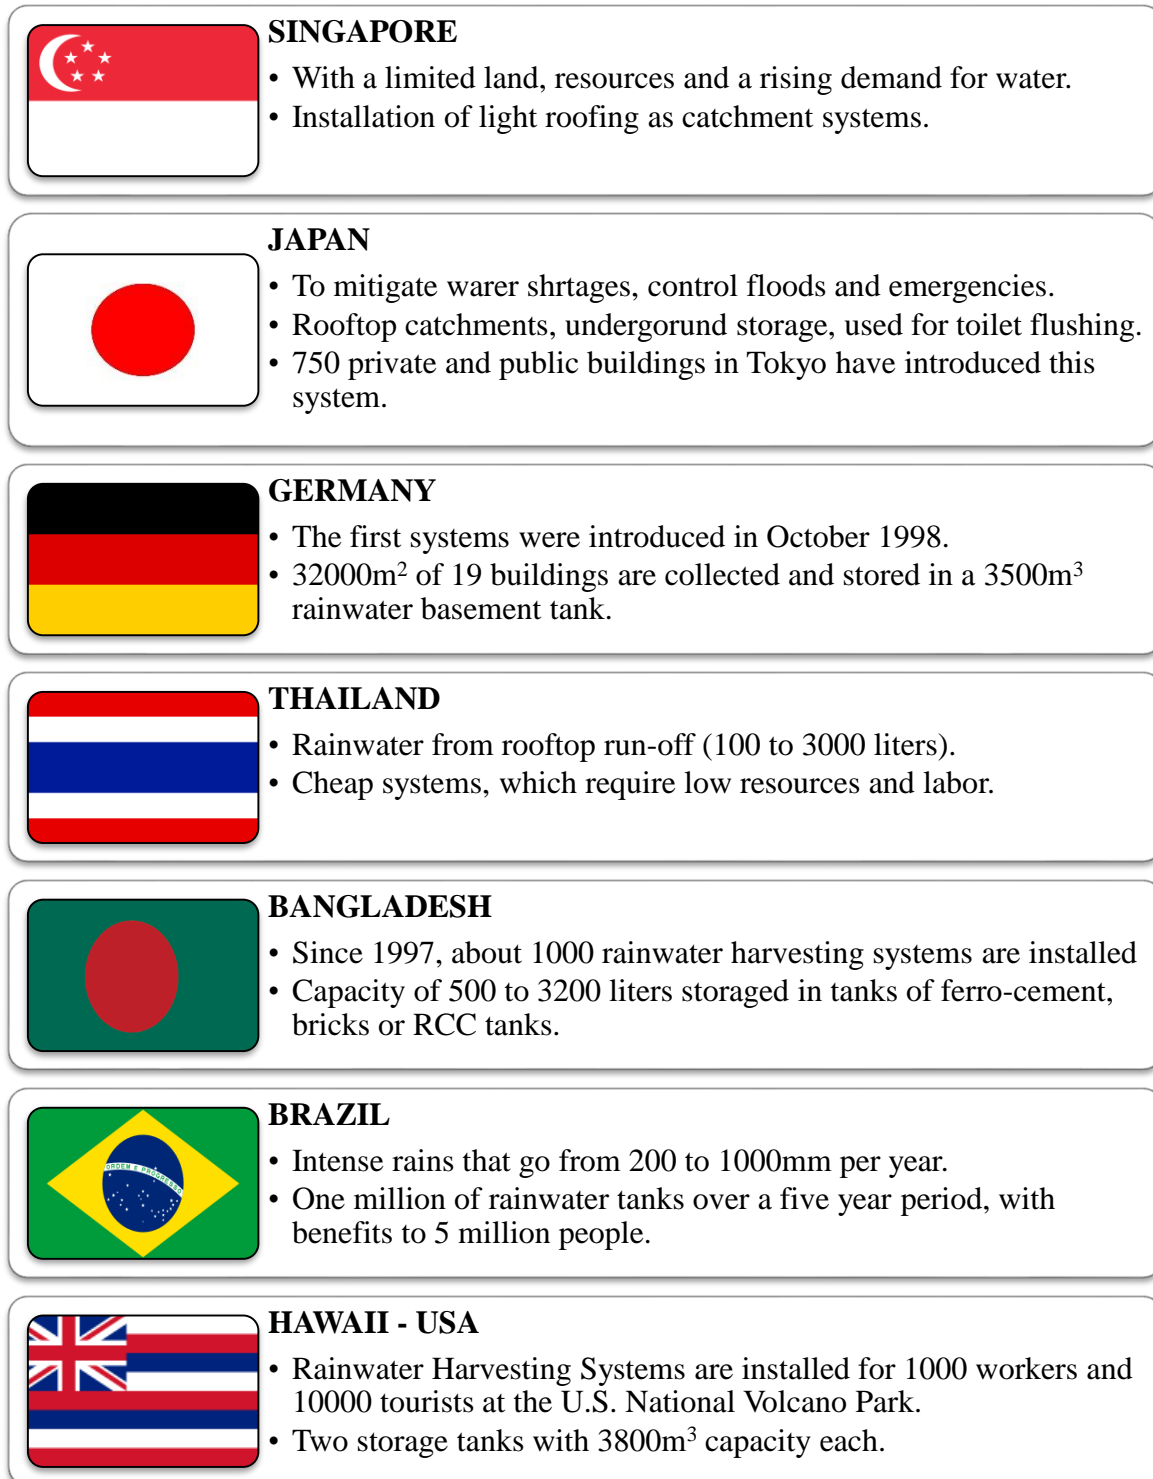 SINGAPORE
• With a limited land, resources and a rising demand for water.
• Installation of light roofing as catchment systems.
JAPAN
• To mitigate warer shrtages, control floods and emergencies.
• Rooftop catchments, undergorund storage, used for toilet flushing.
• 750 private and public buildings in Tokyo have introduced this
system.
GERMANY
• The first systems were introduced in October 1998.
• 32000m² of 19 buildings are collected and stored in a 3500m³
rainwater basement tank.
THAILAND
• Rainwater from rooftop run-off (100 to 3000 liters).
• Cheap systems, which require low resources and labor.
BANGLADESH
• Since 1997, about 1000 rainwater harvesting systems are installed
• Capacity of 500 to 3200 liters storaged in tanks of ferro-cement,
bricks or RCC tanks.
BRAZIL
ORDEM E PROGRESSO
• Intense rains that go from 200 to 1000mm per year.
• One million of rainwater tanks over a five year period, with
benefits to 5 million people.
HAWAII - USA
• Rainwater Harvesting Systems are installed for 1000 workers and
10000 tourists at the U.S. National Volcano Park.
• Two storage tanks with 3800m³ capacity each.